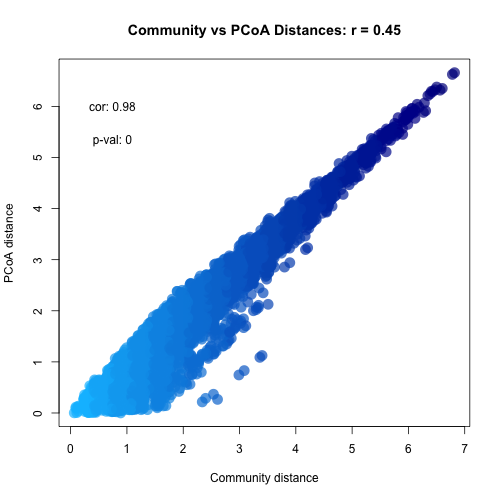 Community vs PCoA Distances: r = 0.45
cor: 0.98
p-val: 0
PCoA distance
0
1
2
3
4
5
6
0 1 2 3 4 5 6 7
Community distance